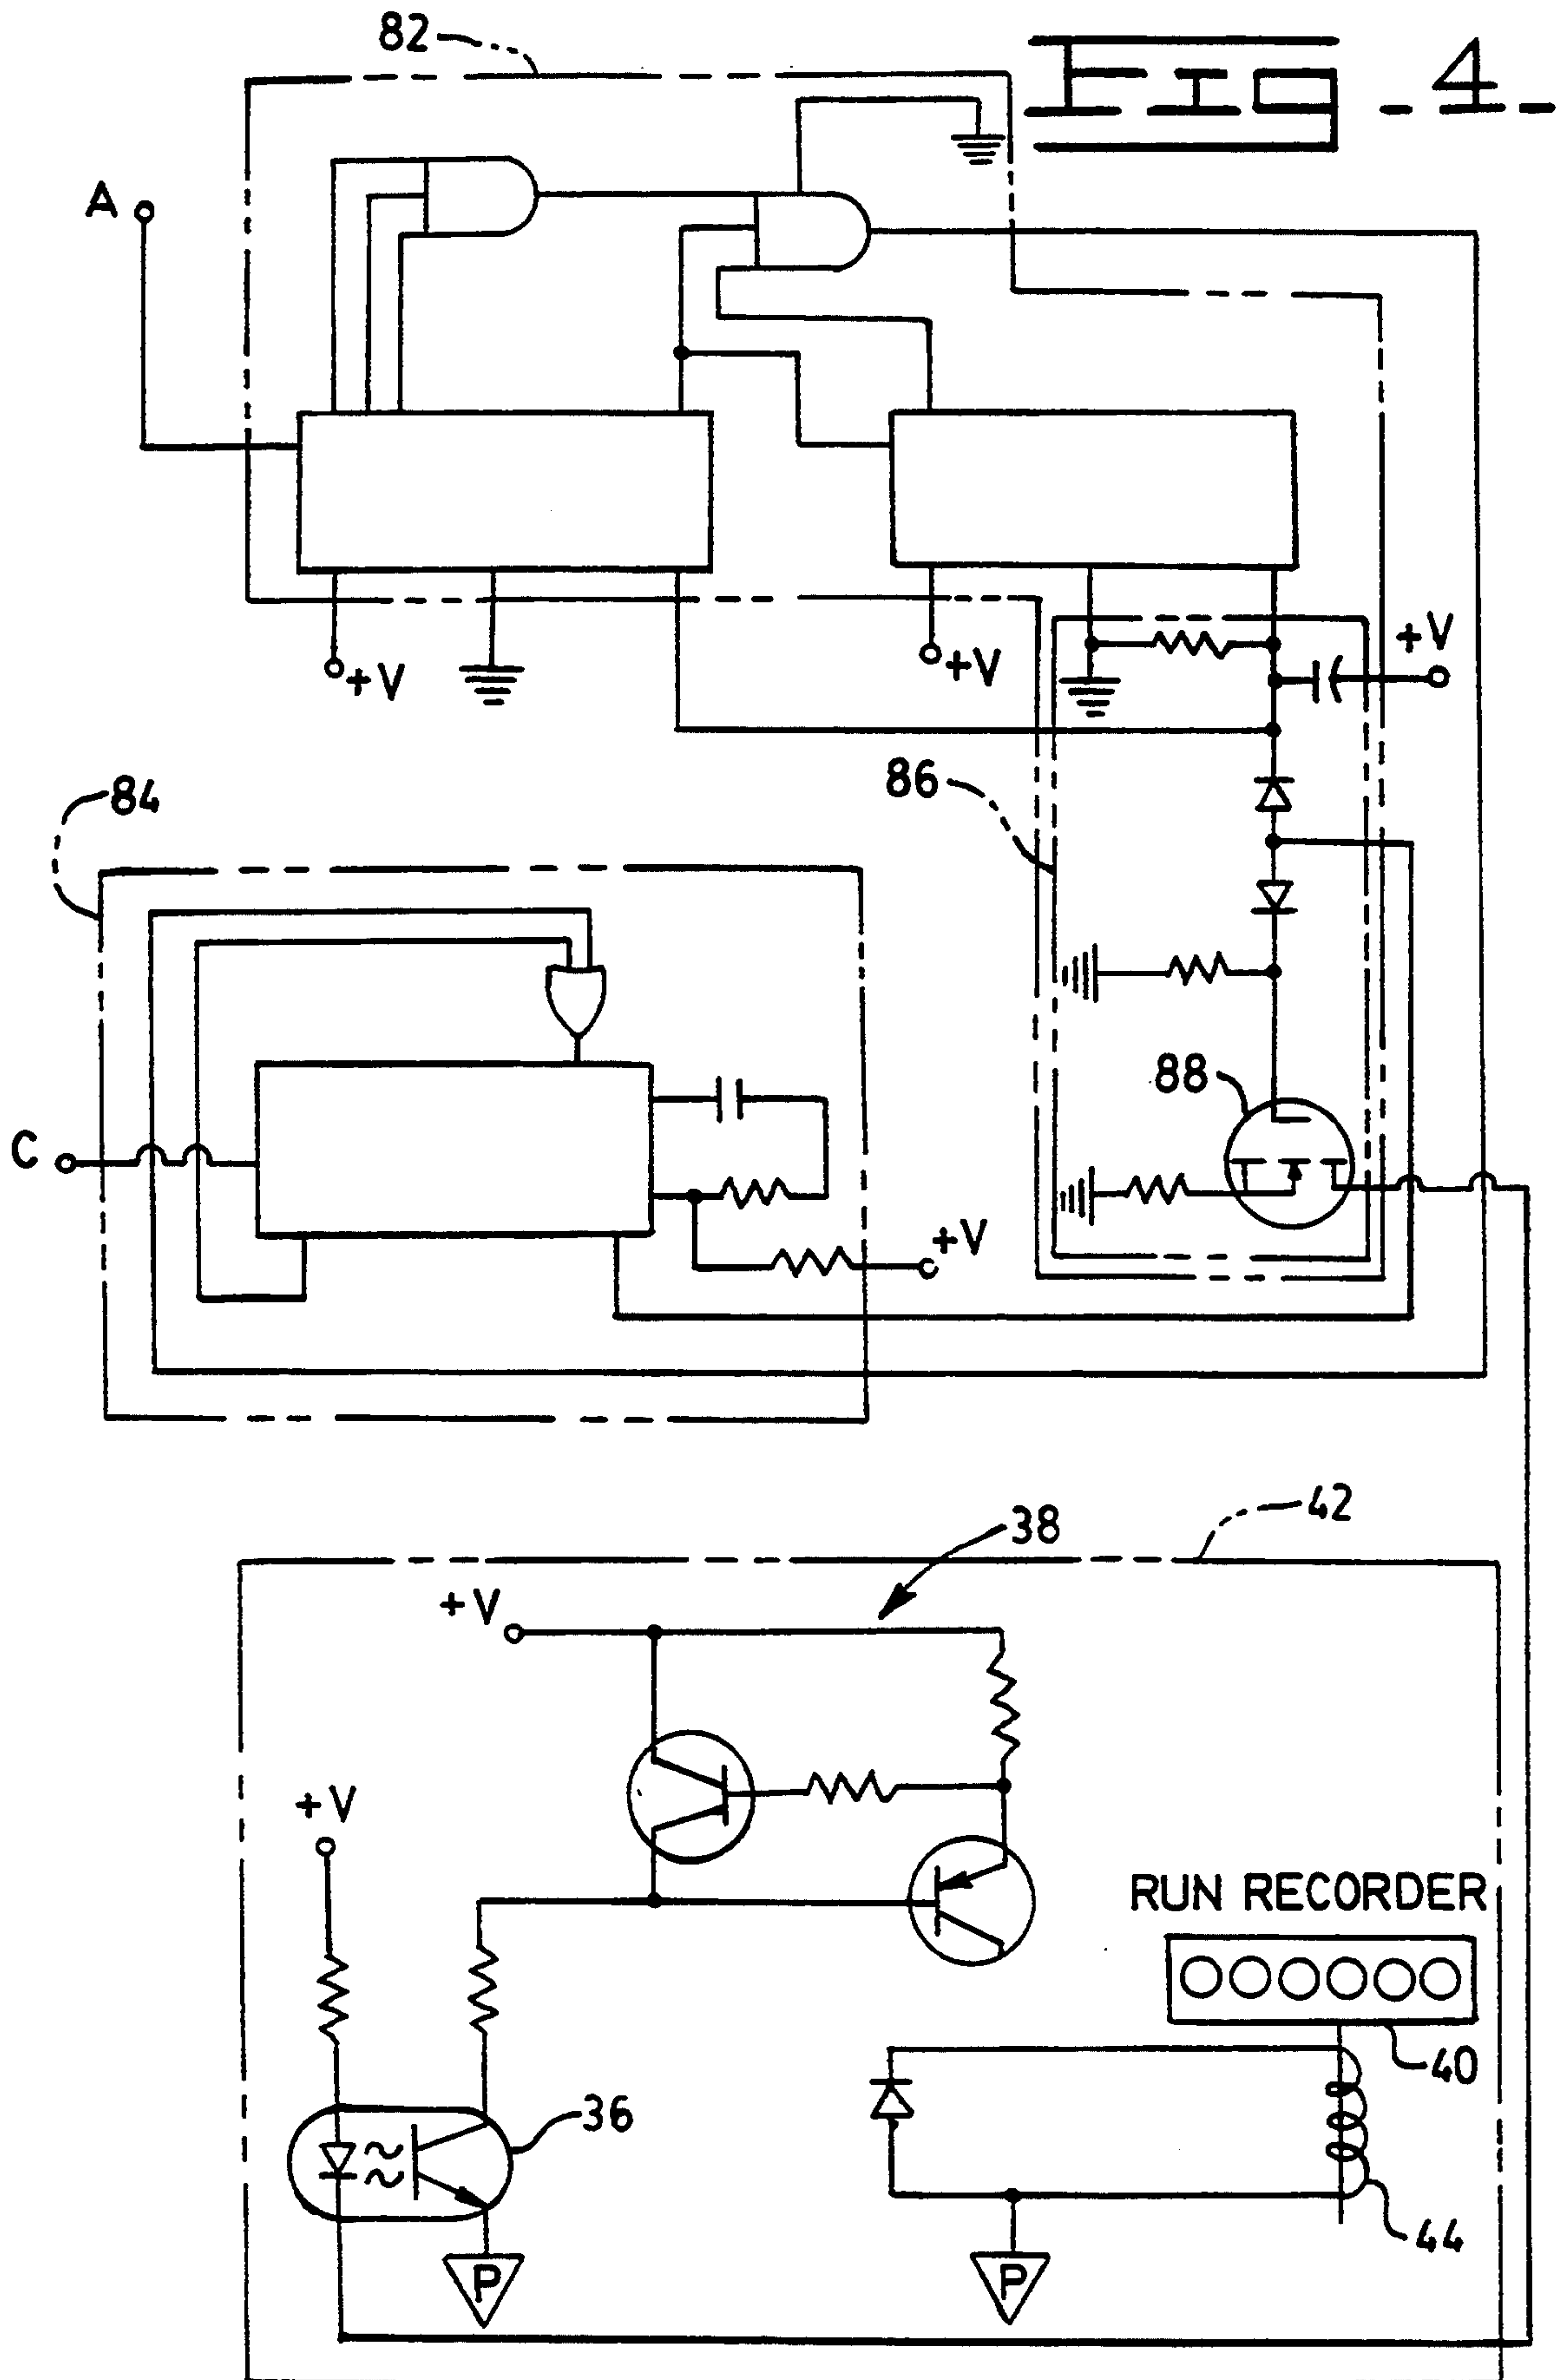 82
FIG-4-
A
+V
+V
+V
86
84
88
C
+V
42
38
+V
+V
RUN RECORDER
40
36
44
P
P